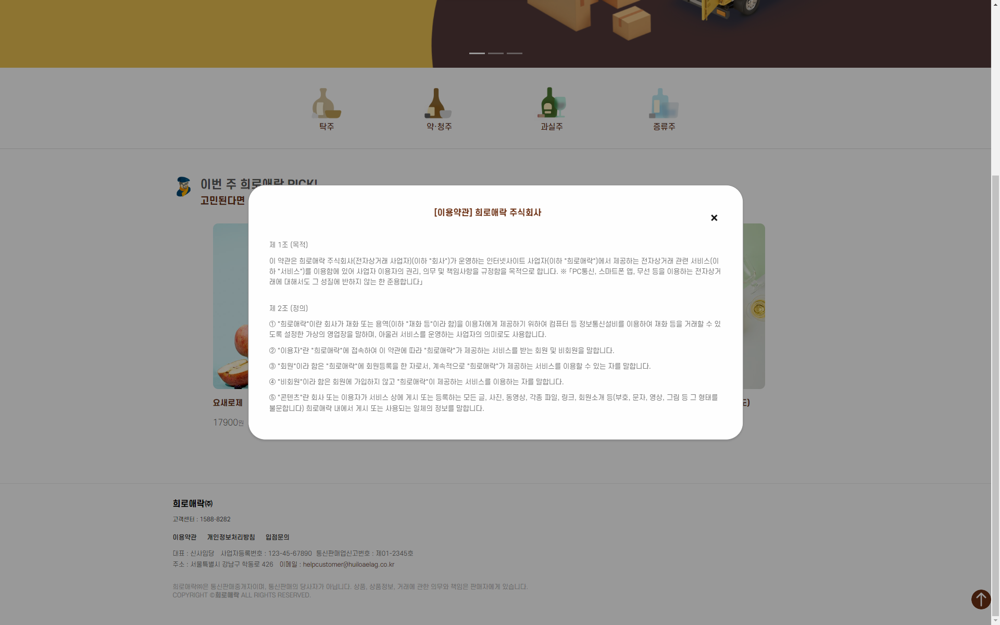 탁주
약·청주
과실주
증류주
이번 주 희로애락 PICK!
고민된다면
[이용약관] 희로애락 주식회사
×
제 1조 (목적)
이 약관은 희로애락 주식회사(전자상거래 사업자)(이하 "회사")가 운영하는 인터넷사이트 사업자(이하 "희로애락")에서 제공하는 전자상거래 관련 서비스(이
하 "서비스")를 이용함에 있어 사업자 이용자의 권리, 의무 및 책임사항을 규정함을 목적으로 합니다. ※ 「PC통신, 스마트폰 앱, 무선 등을 이용하는 전자상거
래에 대해서도 그 성질에 반하지 않는 한 준용합니다」
제 2조 (정의)
① "희로애락"이란 회사가 재화 또는 용역(이하 "재화 등"이라 함)을 이용자에게 제공하기 위하여 컴퓨터 등 정보통신설비를 이용하여 재화 등을 거래할 수 있
도록 설정한 가상의 영업장을 말하며, 아울러 서비스를 운영하는 사업자의 의미로도 사용합니다.
② "이용자"란 "희로애락"에 접속하여 이 약관에 따라 "희로애락"가 제공하는 서비스를 받는 회원 및 비회원을 말합니다.
③ "회원"이라 함은 "희로애락"에 회원등록을 한 자로서, 계속적으로 "희로애락"가 제공하는 서비스를 이용할 수 있는 자를 말합니다.
④ "비회원"이라 함은 회원에 가입하지 않고 "희로애락"이 제공하는 서비스를 이용하는 자를 말합니다.
⑤ "콘텐츠"란 회사 또는 이용자가 서비스 상에 게시 또는 등록하는 모든 글, 사진, 동영상, 각종 파일, 링크, 회원소개 등(부호, 문자, 영상, 그림 등 그 형태를
불문합니다) 희로애락 내에서 게시 또는 사용되는 일체의 정보를 말합니다.
요새로제
17900원
희로애락㈜
고객센터 : 1588-8282
이용약관 개인정보처리방침 입점문의
대표 : 신사임당 사업자등록번호 : 123-45-67890 통신판매업신고번호 : 제01-2345호
주소 : 서울특별시 강남구 학동로 426 이메일 : helpcustomer@huiloaelag.co.kr
희로애락㈜은 통신판매중개자이며, 통신판매의 당사자가 아닙니다. 상품, 상품정보, 거래에 관한 의무와 책임은 판매자에게 있습니다.
COPYRIGHT ©희로애락 ALL RIGHTS RESERVED.